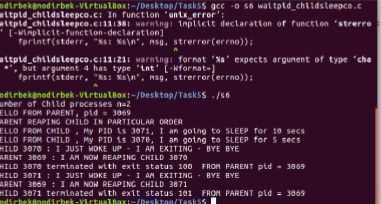 odirbek@nodirbek-VirtualBox:~/Desktop/Task5$ gcc -o s6 waitpid_childsleepco.c
aitpid_childsleepco.c: In function 'unix_error':
aitpid_childsleepco.c:11:38: warning: implicit declaration of function 'strerro
' [-Wimplicit-function-declaration]
fprintf(stderr, "%s: %s\n", msg, strerror(errno));
^
aitpid_childsleepco.c:11:21: warning: format '%s' expects argument of type 'cha
*', but argument 4 has type 'int' [-Wformat=]
fprintf(stderr, "%s: %s\n", msg, strerror(errno));
^
odirbek@nodirbek-VirtualBox:~/Desktop/Task5$ ./s6
umber of Child processes n=2
ELLO FROM PARENT, pid = 3069
ARENT REAPING CHILD IN PARTICULAR ORDER
ELLO FROM CHILD , My PID is 3071, I am going to SLEEP for 10 secs
ELLO FROM CHILD , My PID is 3070, I am going to SLEEP for 5 secs
CHILD 3070 : I JUST WOKE UP - I AM EXITING - BYE BYE
ARENT 3069 : I AM NOW REAPING CHILD 3070
HILD 3070 terminated with exit status 100 FROM PARENT pid = 3069
CHILD 3071 : I JUST WOKE UP - I AM EXITING - BYE BYE
ARENT 3069 : I AM NOW REAPING CHILD 3071
HILD 3071 terminated with exit status 101 FROM PARENT pid = 3069
odirbek@nodirbek-VirtualBox:~/Desktop/Task5$